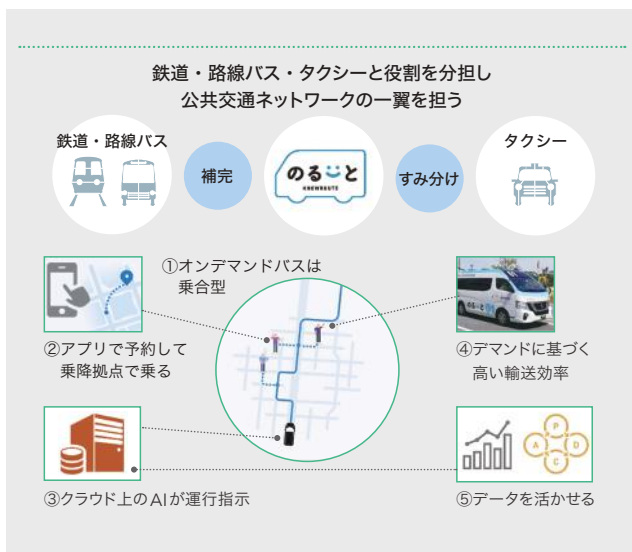 鉄道・路線バス・タクシーと役割を分担し
公共交通ネットワークの一翼を担う
鉄道・路線バス
補完
のるーと
KNOWROUTE
すみ分け
タクシー
①オンデマンドバスは
乗合型
②アプリで予約して
乗降拠点で乗る
④デマンドに基づく
高い輸送効率
のるーと
③クラウド上のAIが運行指示
P
A
D
C
⑤データを活かせる